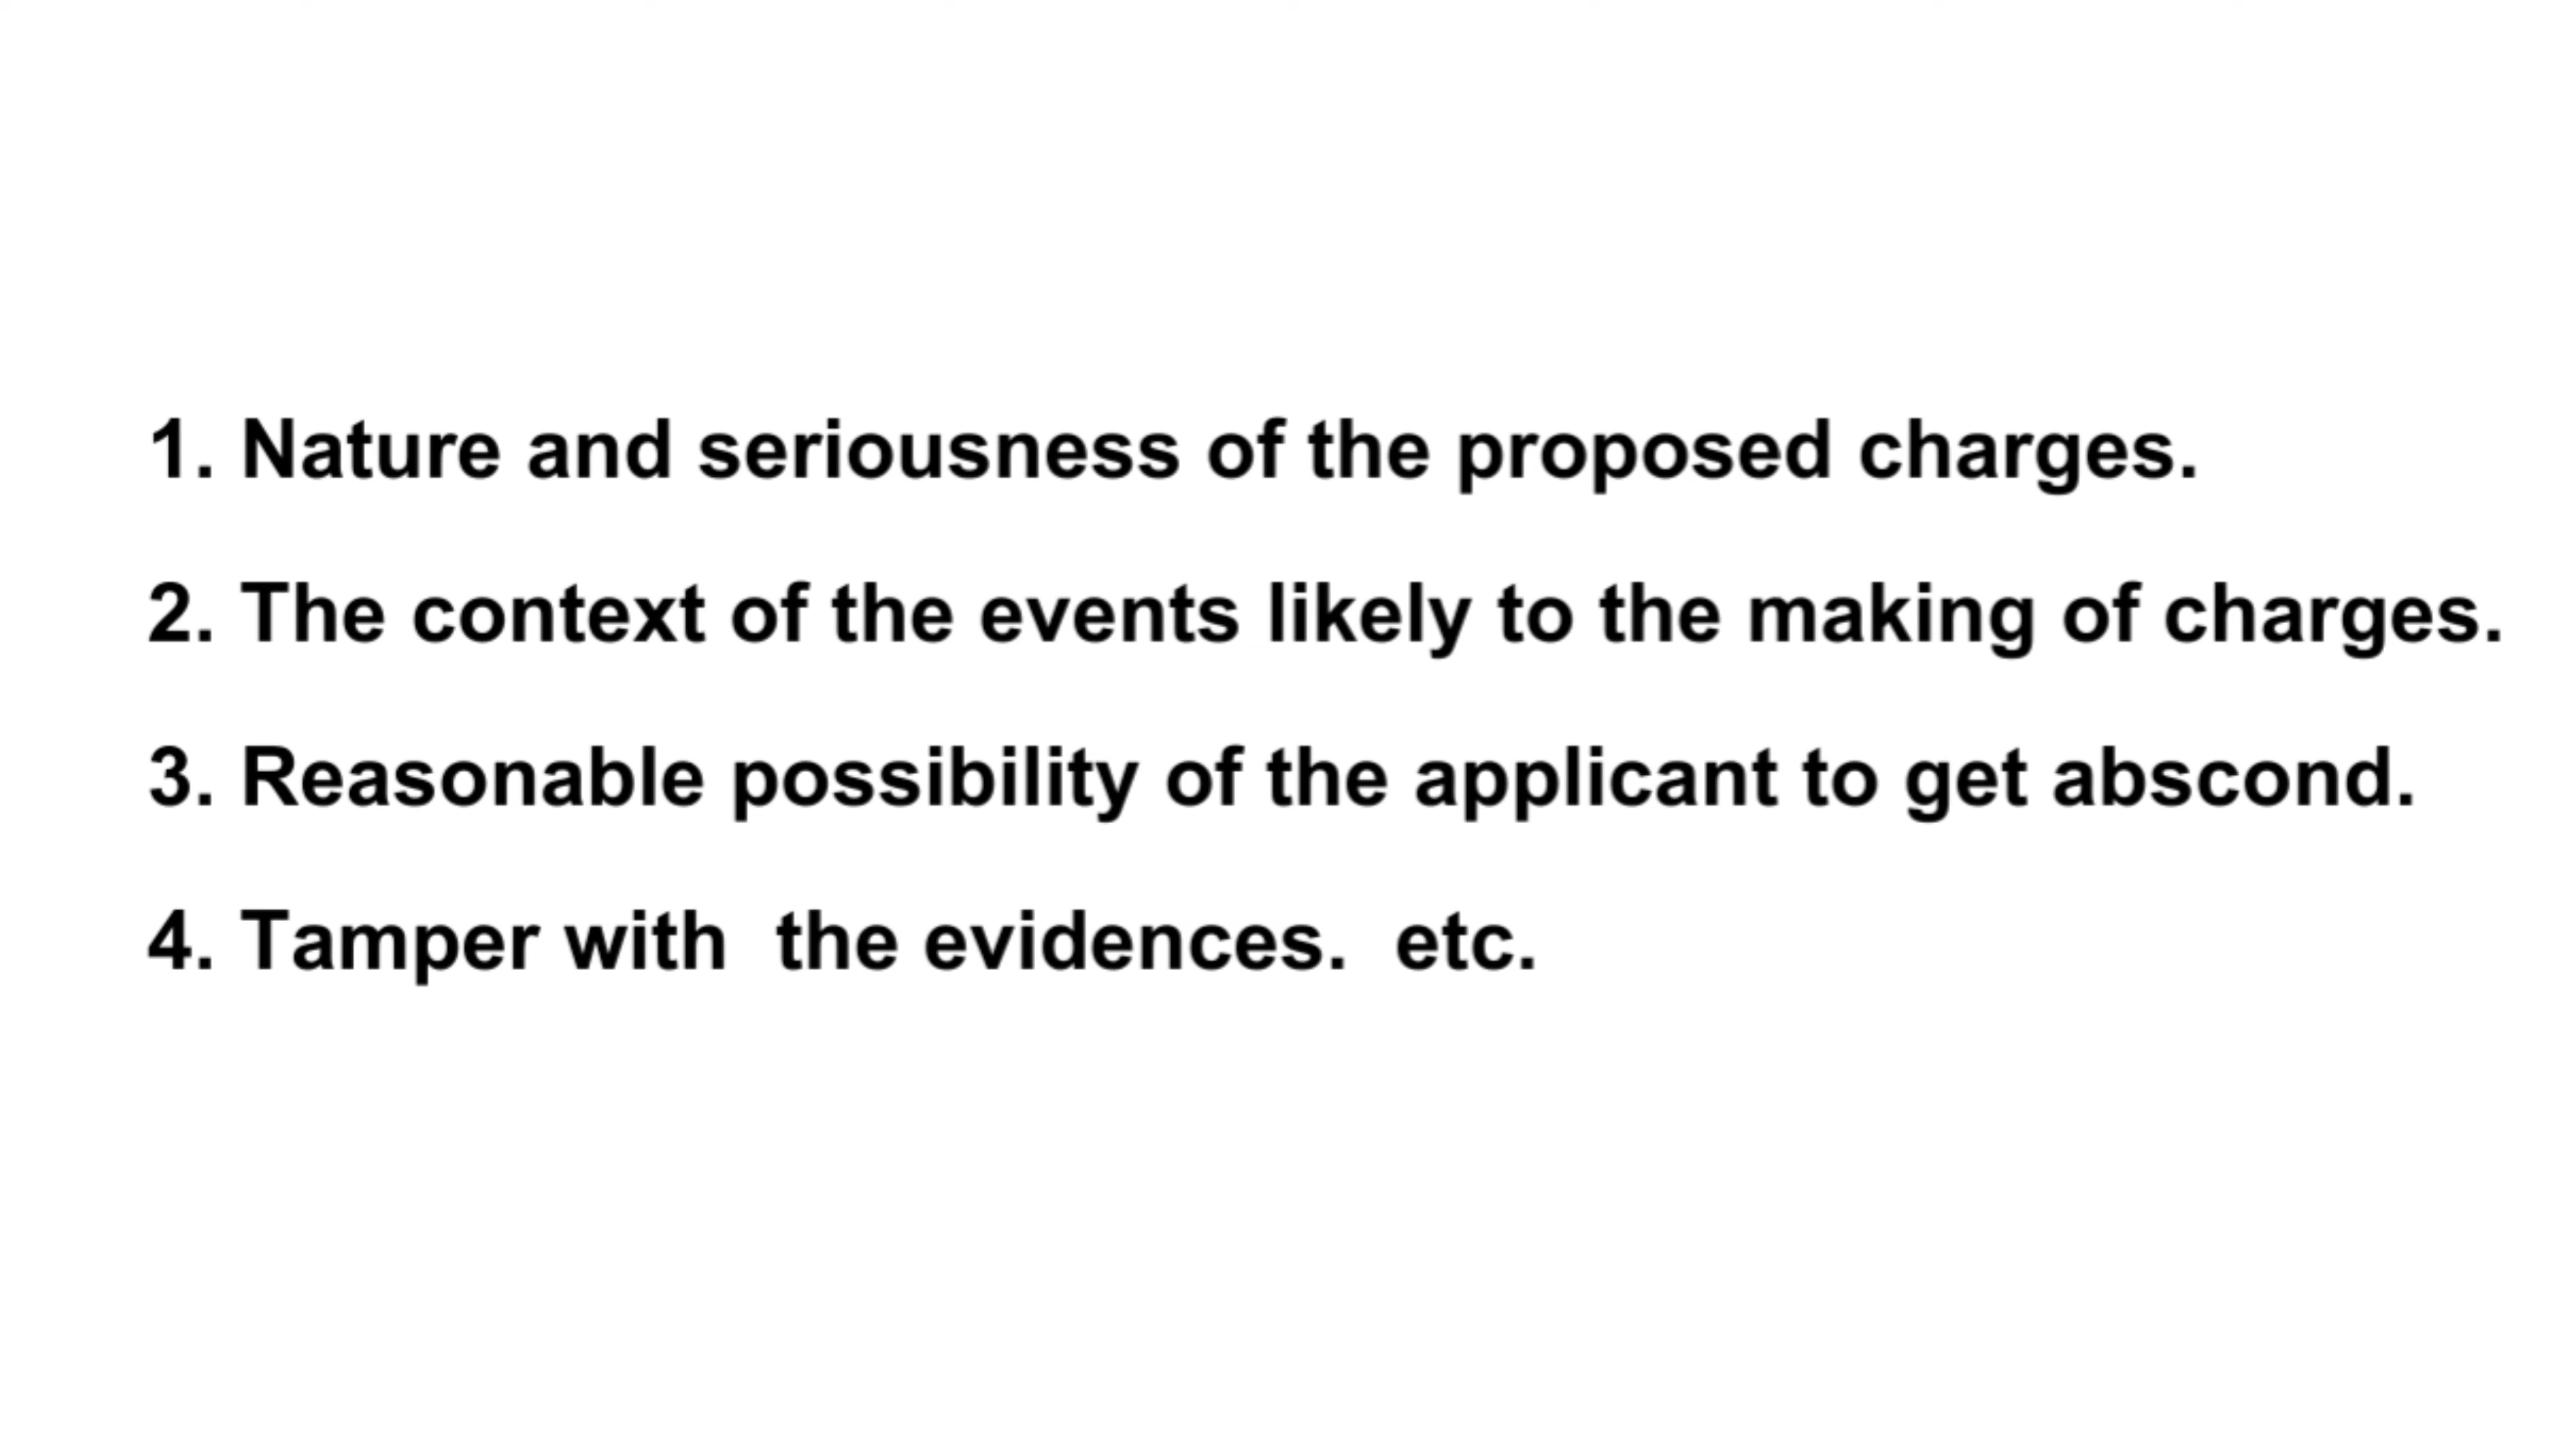 1. Nature and seriousness of the proposed charges.
2. The context of the events likely to the making of charges.
3. Reasonable possibility of the applicant to get abscond.
4. Tamper with  the evidences.  etc.